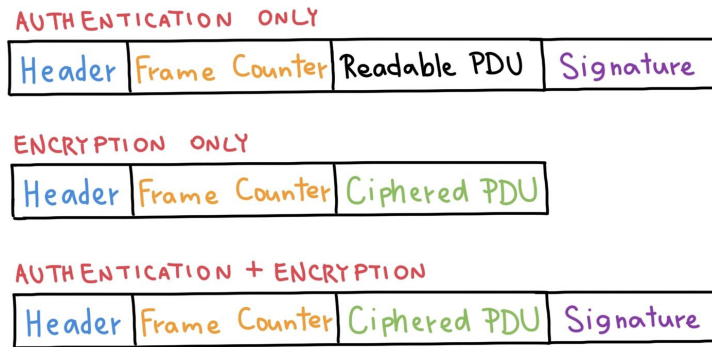 AUTHENTICATION ONLY
Header Frame Counter Readable PDU Signature
ENCRYPTION ONLY
Header Frame Counter Ciphered PDU
AUTHENTICATION + ENCRYPTION
Header Frame Counter Ciphered PDU Signature